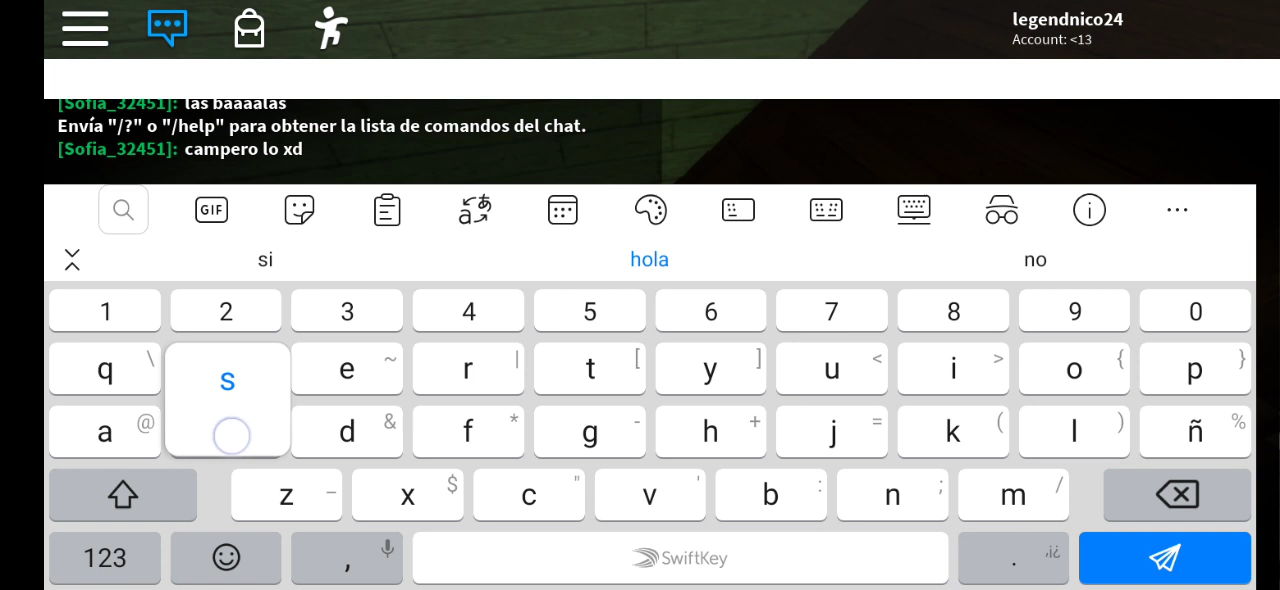 legendnico24
Account: <13
[Sofia_32451]: las baaaalas
Envía "/?" o "/help" para obtener la lista de comandos del chat.
[Sofia_32451]: campero lo xd
GIF
si hola no
1 2 3 4 5 6 7 8 9 0
q \ e ~ r | t [ y ] u < i > o { p }
s
a @ d & f * g - h + j = k ( l ) ñ %
z _ x $ c " v ' b : n ; m /
123 , SwiftKey . ,¡¿